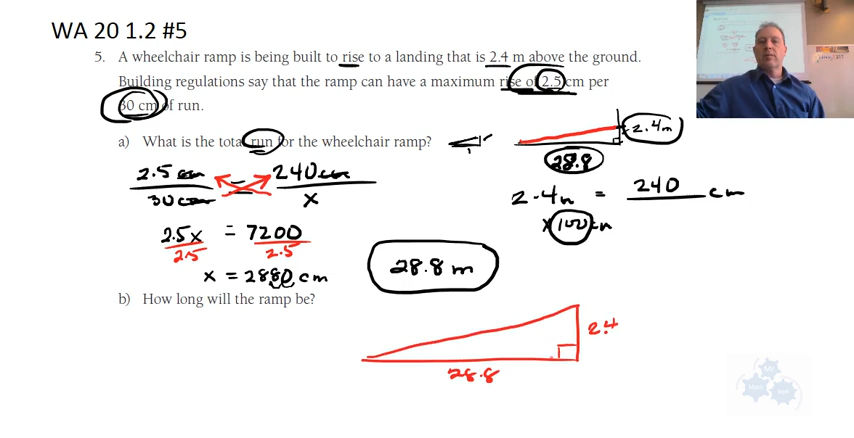 WA 20 1.2 #5
5. A wheelchair ramp is being built to rise to a landing that is 2.4 m above the ground.
Building regulations say that the ramp can have a maximum rise of 2.5 cm per
30 cm of run.
a) What is the total run for the wheelchair ramp?
2.4m
28.8
2.5 cm = 240 cm
30 cm x
2.4m = 240 cm
x 100 cm
2.5x = 7200
2.5 2.5
x = 2880 cm
28.8 m
b) How long will the ramp be?
2.4
28.8